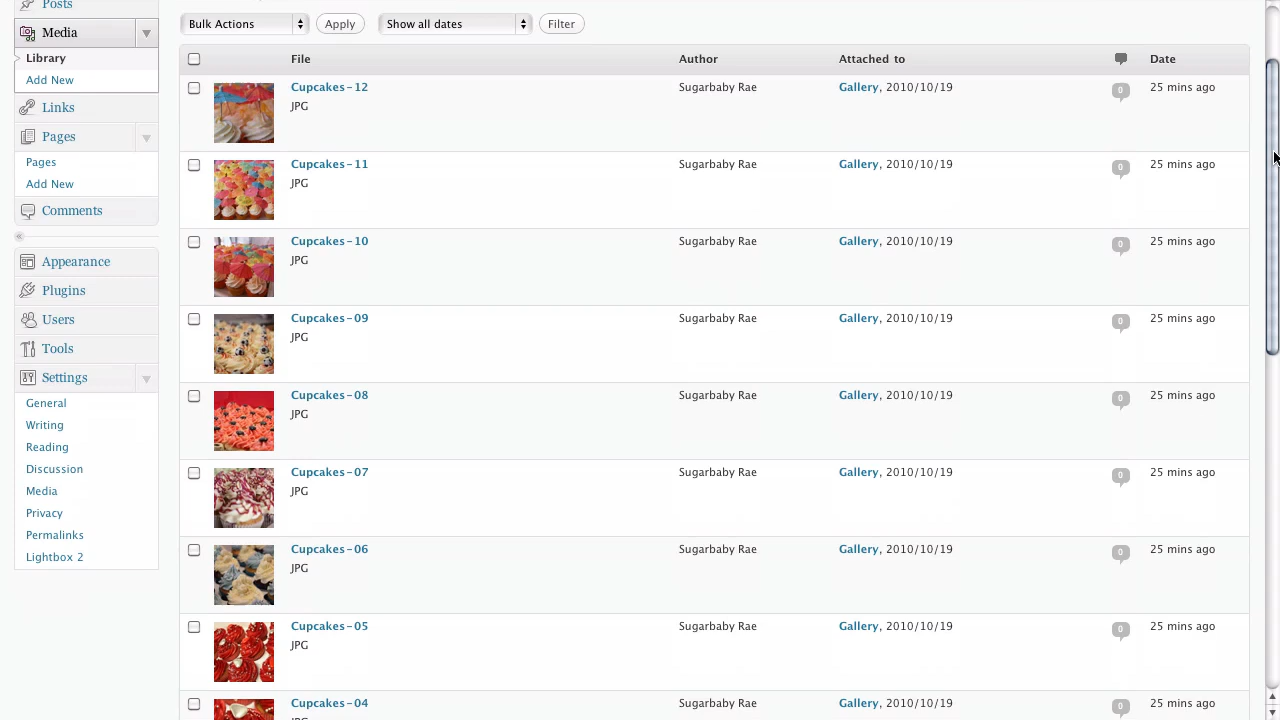 Posts
Media
Library
Add New
Links
Pages
Pages
Add New
Comments
Appearance
Plugins
Users
Tools
Settings
General
Writing
Reading
Discussion
Media
Privacy
Permalinks
Lightbox 2
Bulk Actions Apply Show all dates Filter
File Author Attached to Date
Cupcakes-12 Sugarbaby Rae Gallery, 2010/10/19 0 25 mins ago
JPG
Cupcakes-11 Sugarbaby Rae Gallery, 2010/10/19 0 25 mins ago
JPG
Cupcakes-10 Sugarbaby Rae Gallery, 2010/10/19 0 25 mins ago
JPG
Cupcakes-09 Sugarbaby Rae Gallery, 2010/10/19 0 25 mins ago
JPG
Cupcakes-08 Sugarbaby Rae Gallery, 2010/10/19 0 25 mins ago
JPG
Cupcakes-07 Sugarbaby Rae Gallery, 2010/10/19 0 25 mins ago
JPG
Cupcakes-06 Sugarbaby Rae Gallery, 2010/10/19 0 25 mins ago
JPG
Cupcakes-05 Sugarbaby Rae Gallery, 2010/10/19 0 25 mins ago
JPG
Cupcakes-04 Sugarbaby Rae Gallery, 2010/10/19 0 25 mins ago
JPG